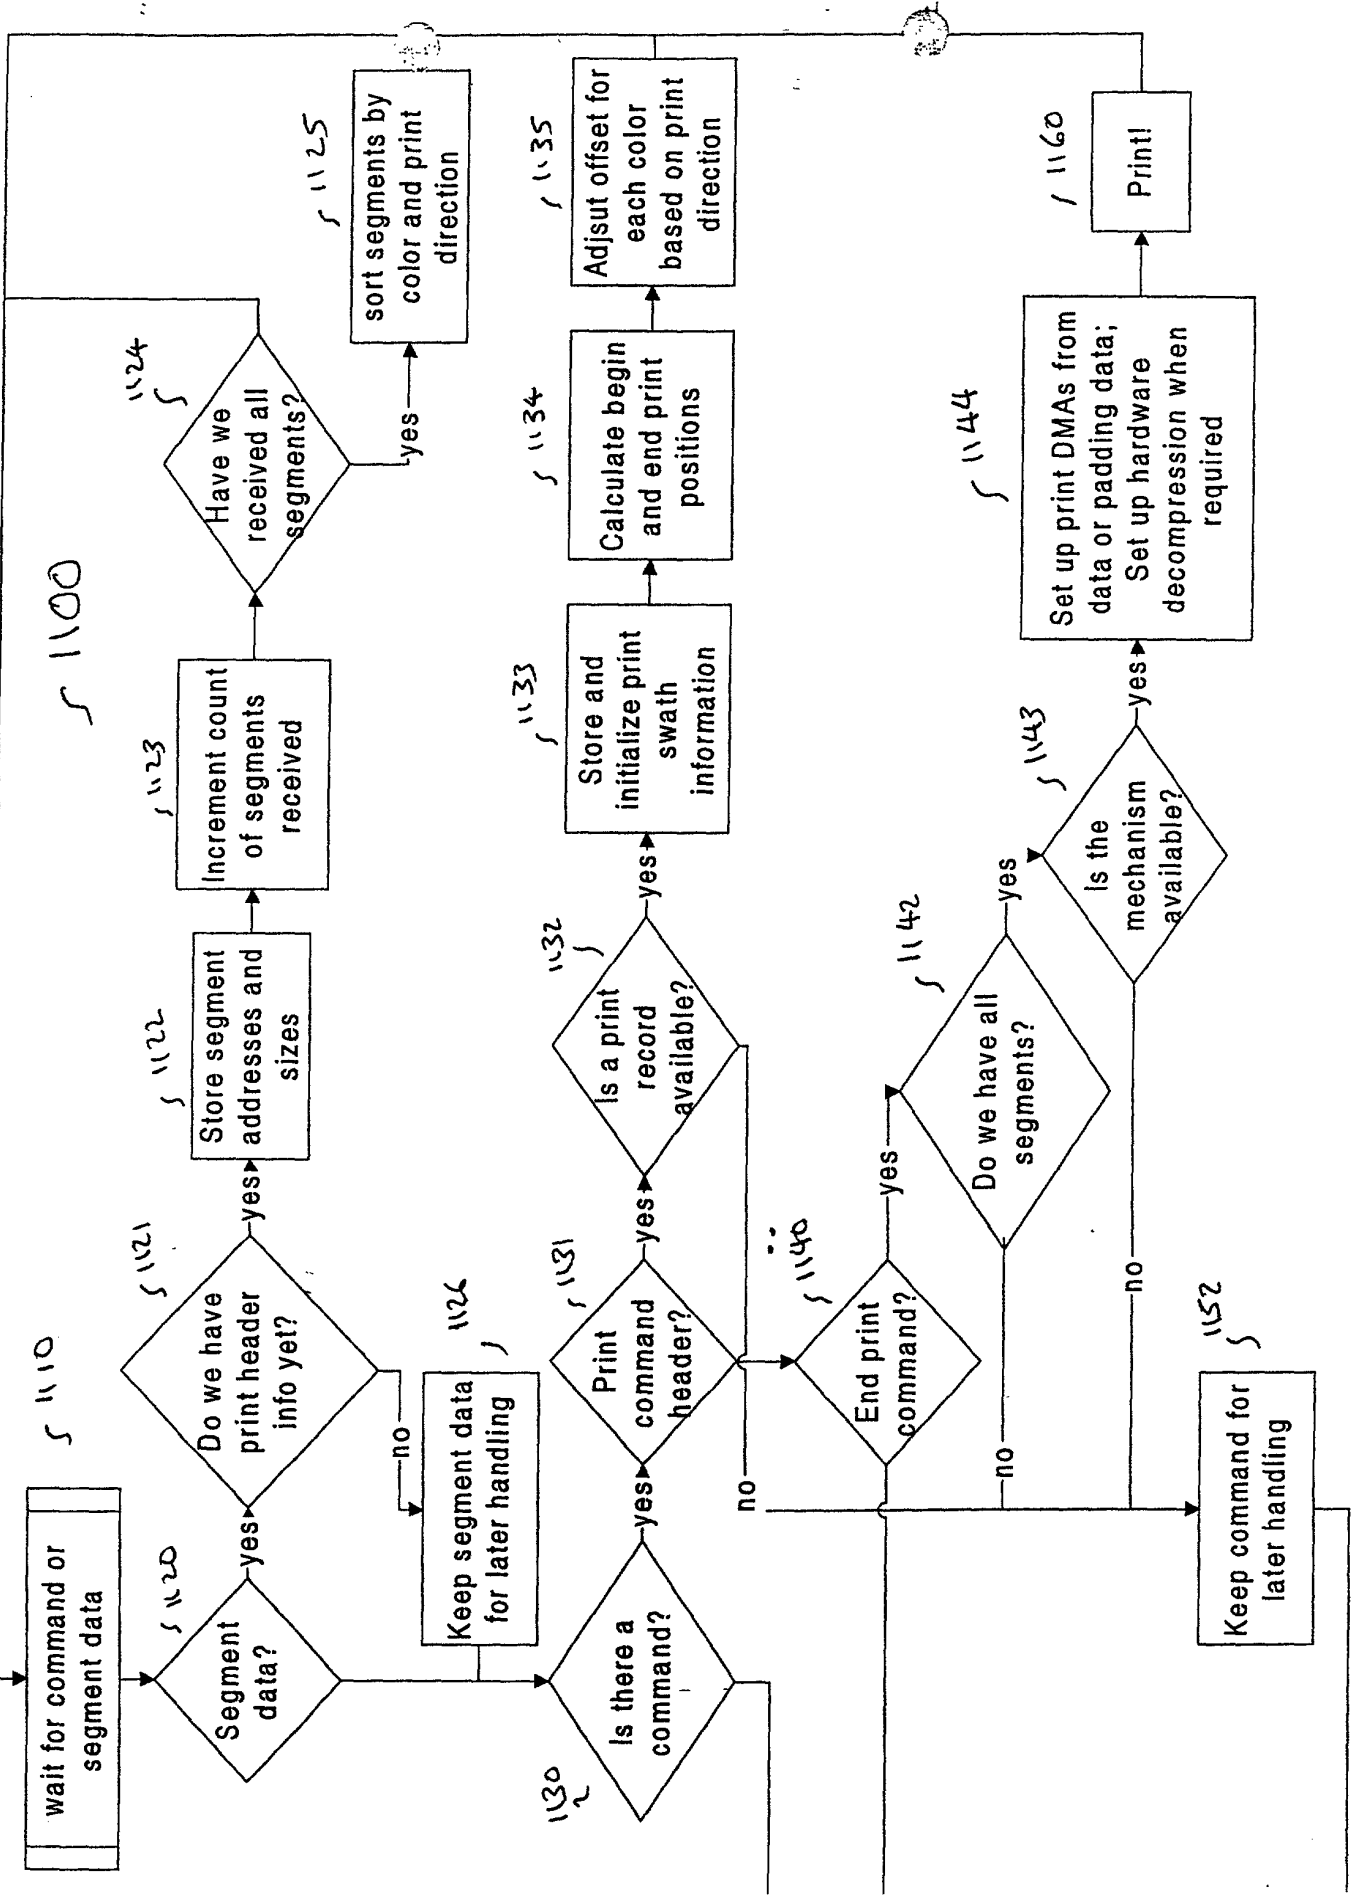 1100
1110
wait for command or
segment data
1120
Segment
data?
yes
1121
Do we have
print header
info yet?
yes
1122
Store segment
addresses and
sizes
1123
Increment count
of segments
received
1124
Have we
received all
segments?
yes
1125
sort segments by
color and print
direction
no
1126
Keep segment data
for later handling
1130
Is there a
command?
yes
1131
Print
command
header?
yes
1132
Is a print
record
available?
yes
1133
Store and
initialize print
swath
information
1134
Calculate begin
and end print
positions
1135
Adjsut offset for
each color
based on print
direction
no
1140
End print
command?
yes
1142
Do we have all
segments?
yes
no
1143
Is the
mechanism
available?
yes
no
1144
Set up print DMAs from
data or padding data;
Set up hardware
decompression when
required
1160
Print!
1152
Keep command for
later handling